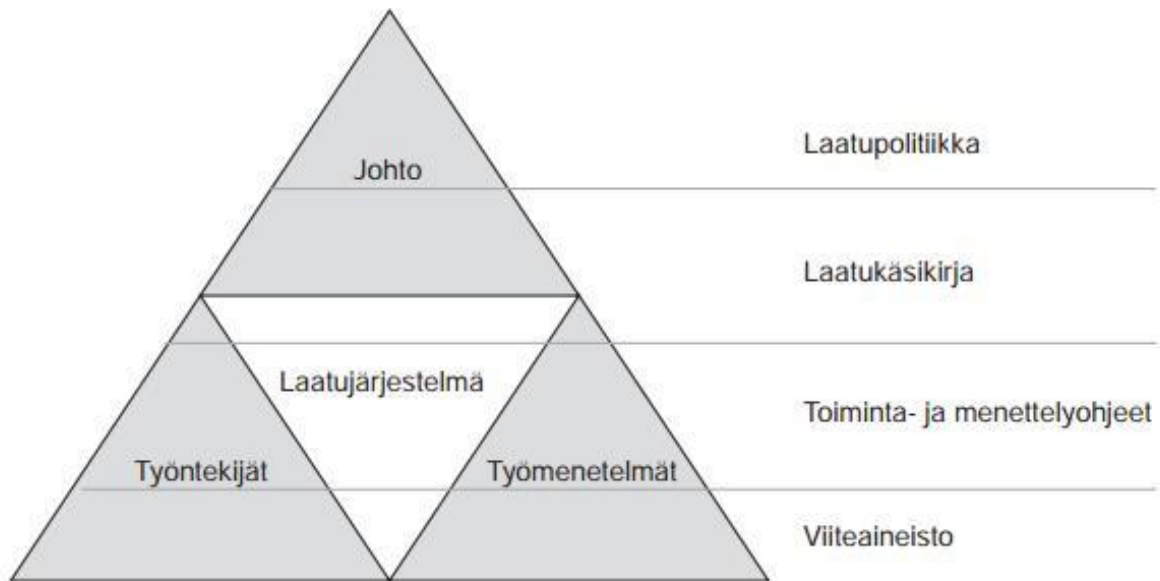 Johto
Laatupolitiikka
Laatukäsikirja
Laatujärjestelmä
Toiminta- ja menettelyohjeet
Työntekijät
Työmenetelmät
Viiteaineisto